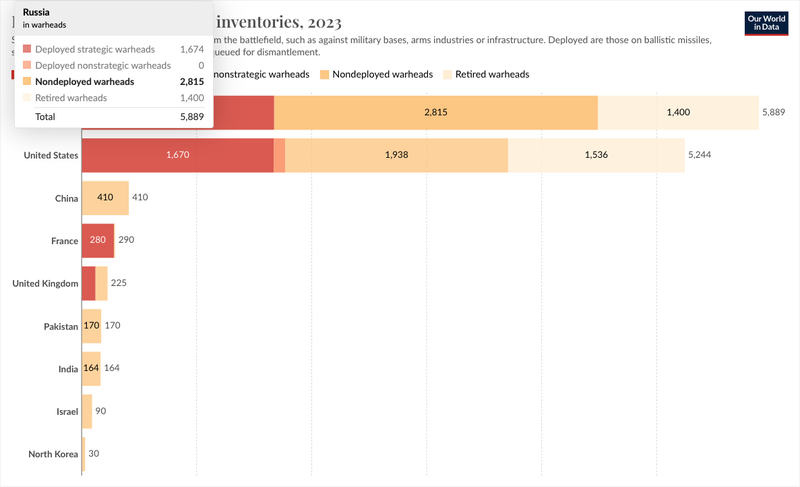 Russia
in warheads
Deployed strategic warheads 1,674
Deployed nonstrategic warheads 0
Nondeployed warheads 2,815
Retired warheads 1,400
Total 5,889
inventories, 2023
the battlefield, such as against military bases, arms industries or infrastructure. Deployed are those on ballistic missiles,
queued for dismantlement.
Our World
in Data
nonstrategic warheads Nondeployed warheads Retired warheads
2,815 1,400 5,889
United States 1,670 1,938 1,536 5,244
China 410 410
France 280 290
United Kingdom 225
Pakistan 170 170
India 164 164
Israel 90
North Korea 30